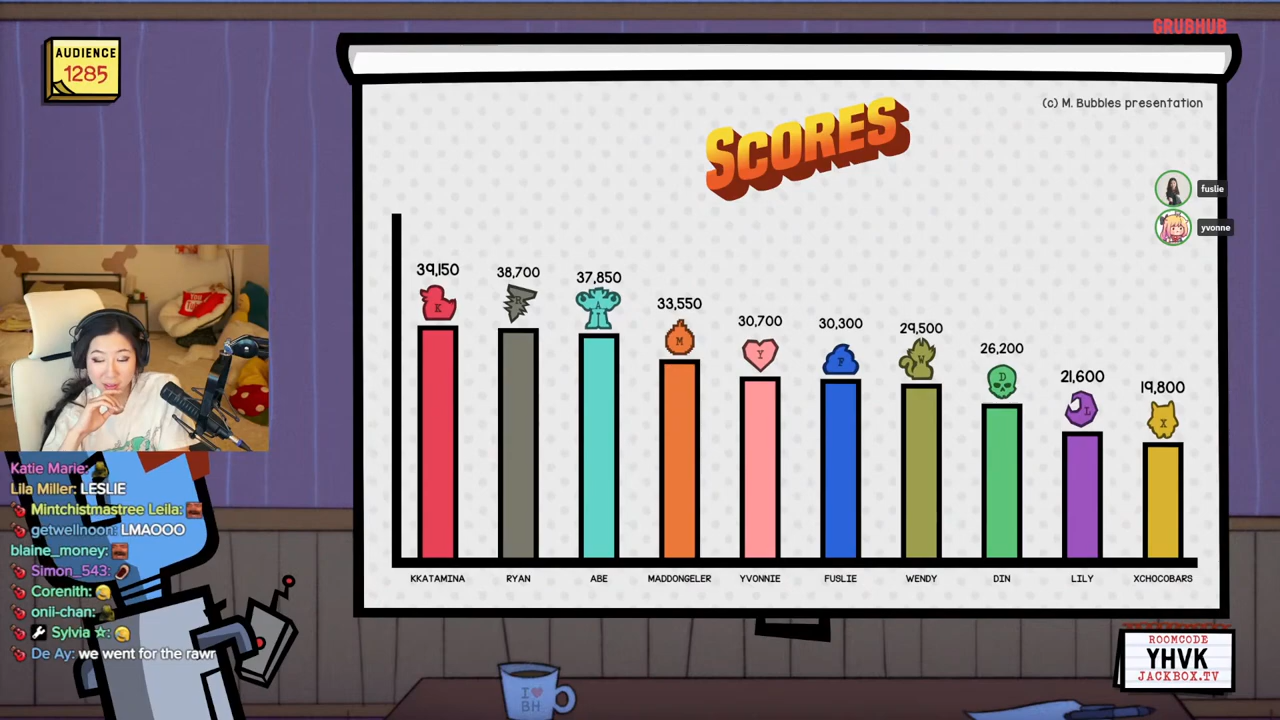 GRUBHUB
AUDIENCE
1285
(c) M. Bubbles presentation
SCORES
fuslie
yvonne
39,150
38,700
37,850
33,550
30,700
30,300
29,500
26,200
21,600
19,800
K
R
A
M
Y
F
W
D
L
X
KKATAMINA
RYAN
ABE
MADDONGELER
YVONNIE
FUSLIE
WENDY
DIN
LILY
XCHOCOBARS
Katie Marie:
Lila Miller: LESLIE
Mintchistmastree Leila:
getwellnoon: LMAOOO
blaine_money:
Simon_543:
Corenith:
onii-chan:
Sylvia ☆:
De Ay: we went for the rawr
I ♥
BH
ROOMCODE
YHVK
JACKBOX.TV